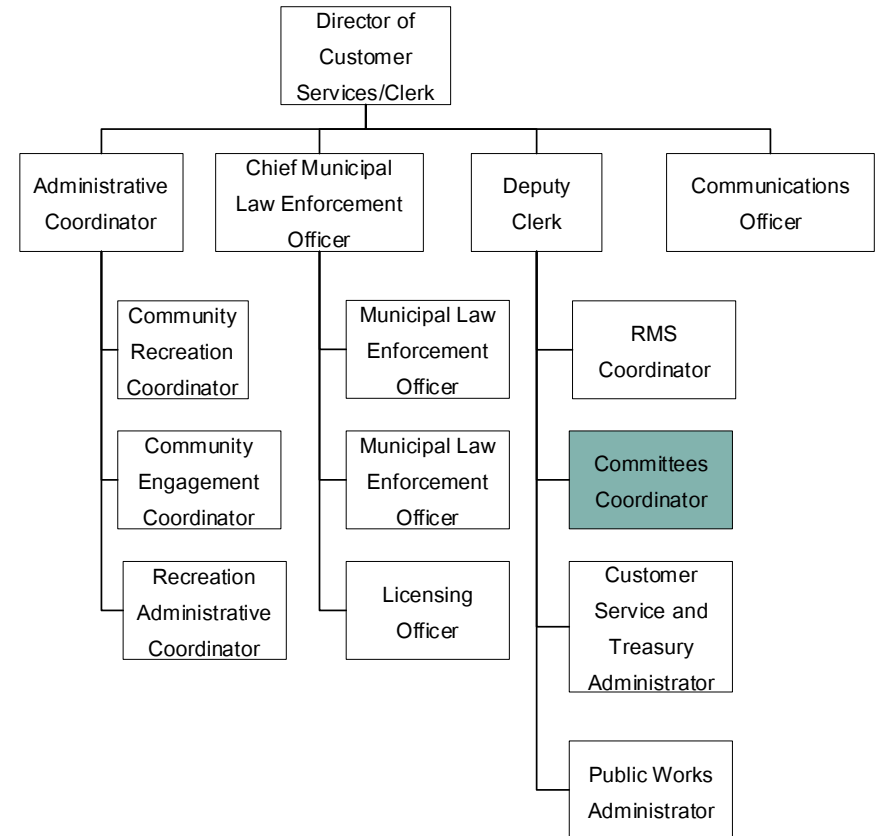 Director of
Customer
Services/Clerk
Administrative
Coordinator
Chief Municipal
Law Enforcement
Officer
Deputy
Clerk
Communications
Officer
Community
Recreation
Coordinator
Municipal Law
Enforcement
Officer
RMS
Coordinator
Community
Engagement
Coordinator
Municipal Law
Enforcement
Officer
Committees
Coordinator
Recreation
Administrative
Coordinator
Licensing
Officer
Customer
Service and
Treasury
Administrator
Public Works
Administrator